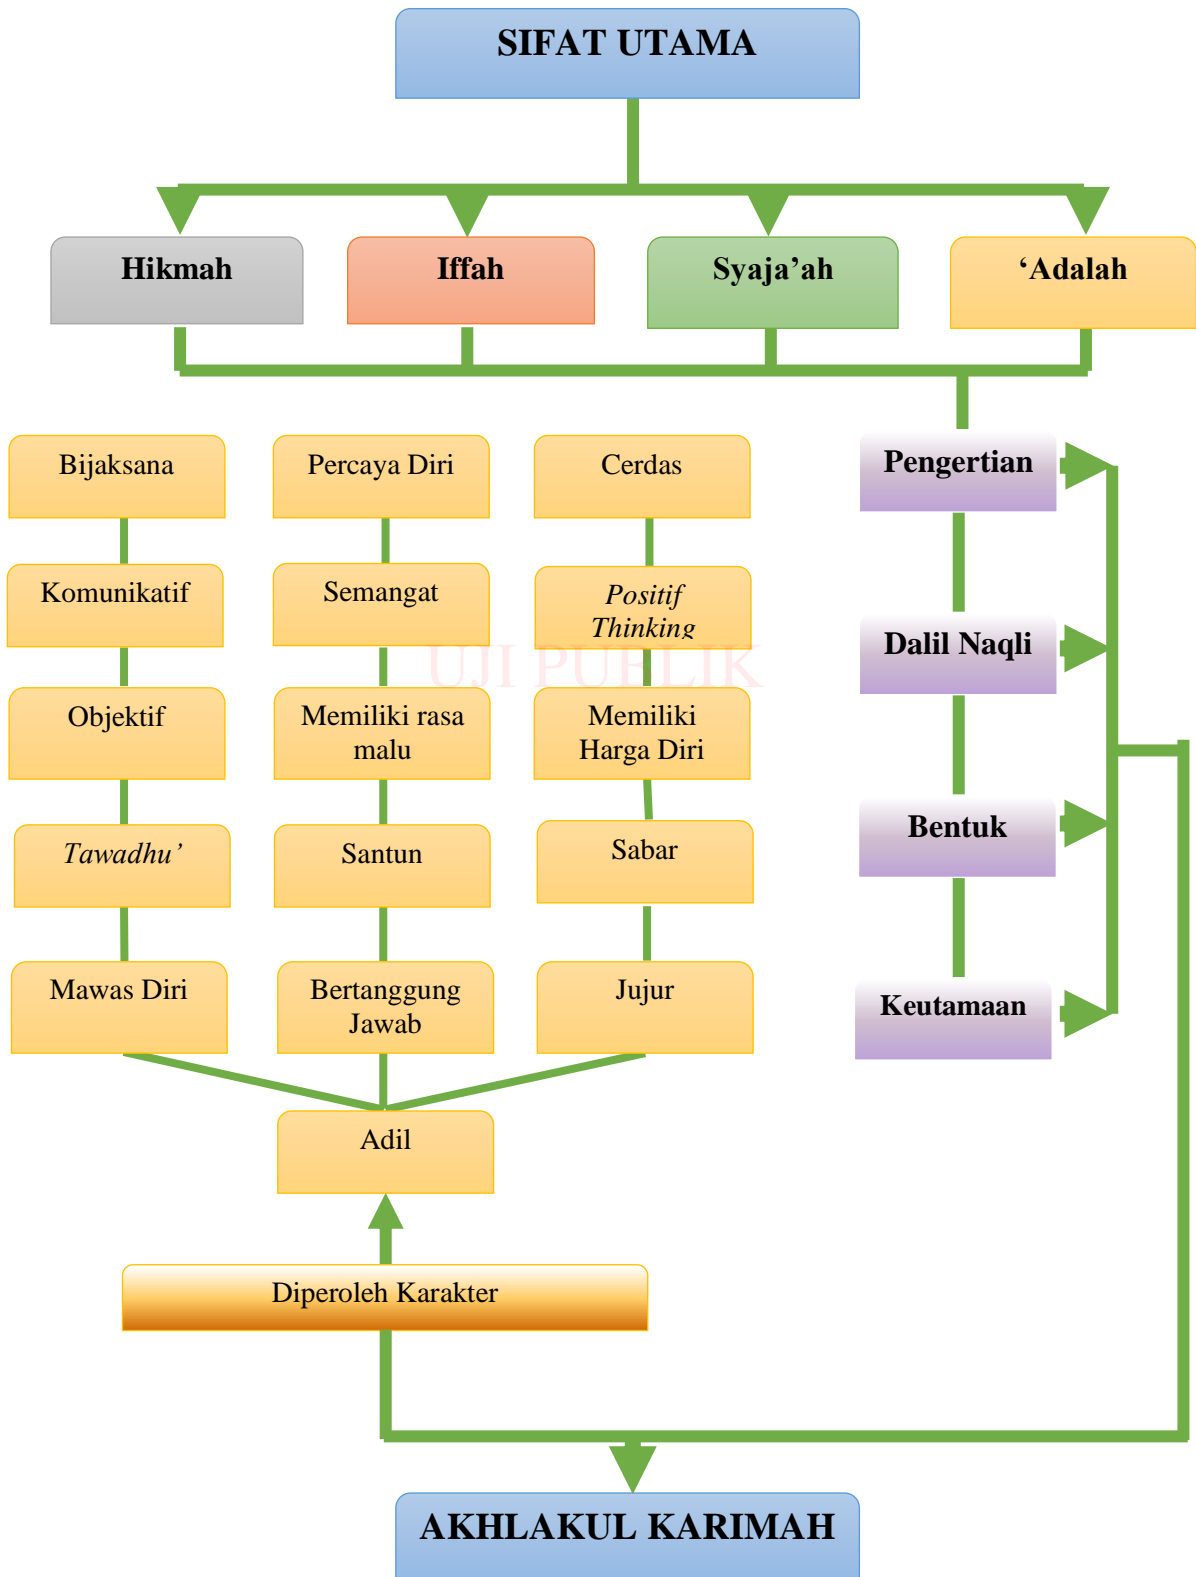 SIFAT UTAMA
Hikmah
Iffah
Syaja’ah
‘Adalah
Bijaksana
Percaya Diri
Cerdas
Pengertian
Komunikatif
Semangat
Positif
Thinking
Dalil Naqli
UJI PUBLIK
Objektif
Memiliki rasa
malu
Memiliki
Harga Diri
Bentuk
Tawadhu’
Santun
Sabar
Mawas Diri
Bertanggung
Jawab
Jujur
Keutamaan
Adil
Diperoleh Karakter
AKHLAKUL KARIMAH